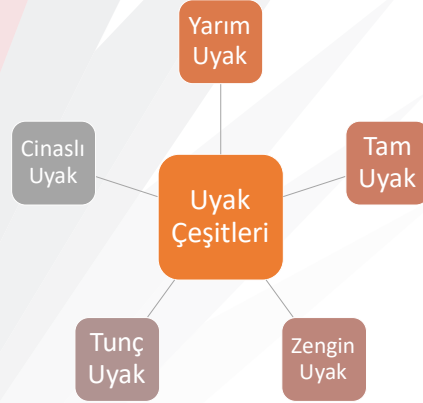 Yarım
Uyak
Cinaslı
Uyak
Tam
Uyak
Uyak
Çeşitleri
Tunç
Uyak
Zengin
Uyak